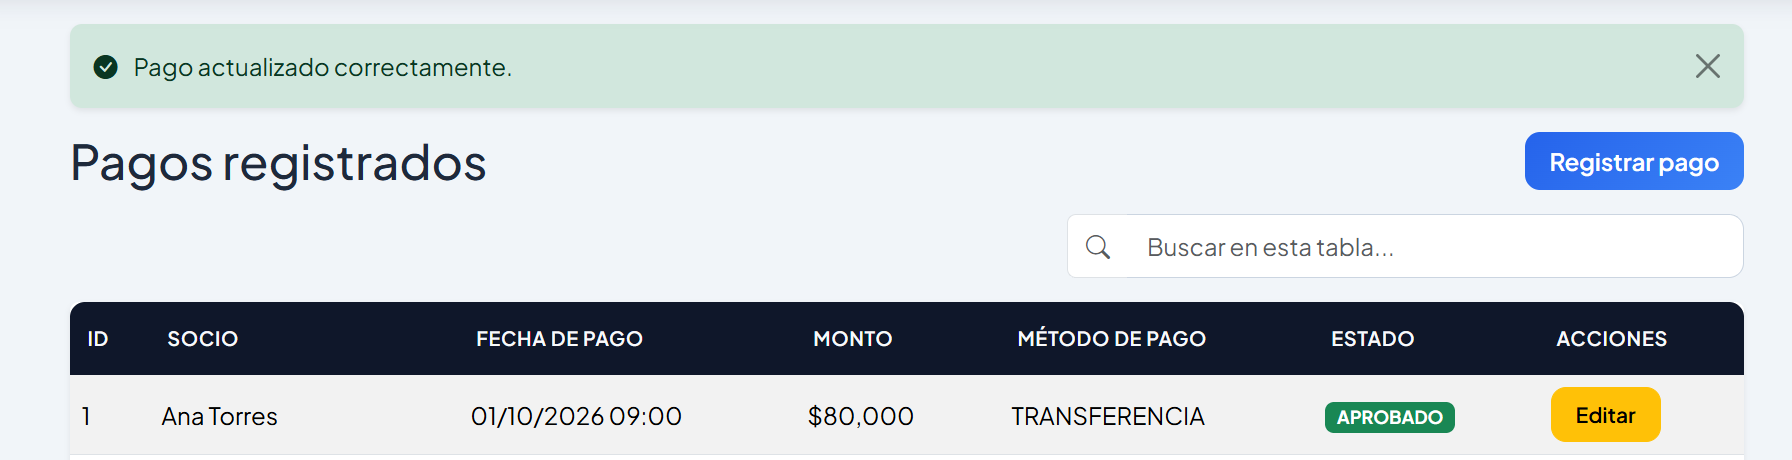 Pago actualizado correctamente.
Pagos registrados
Registrar pago
Buscar en esta tabla...
ID SOCIO FECHA DE PAGO MONTO MÉTODO DE PAGO ESTADO ACCIONES
1 Ana Torres 01/10/2026 09:00 $80,000 TRANSFERENCIA APROBADO Editar